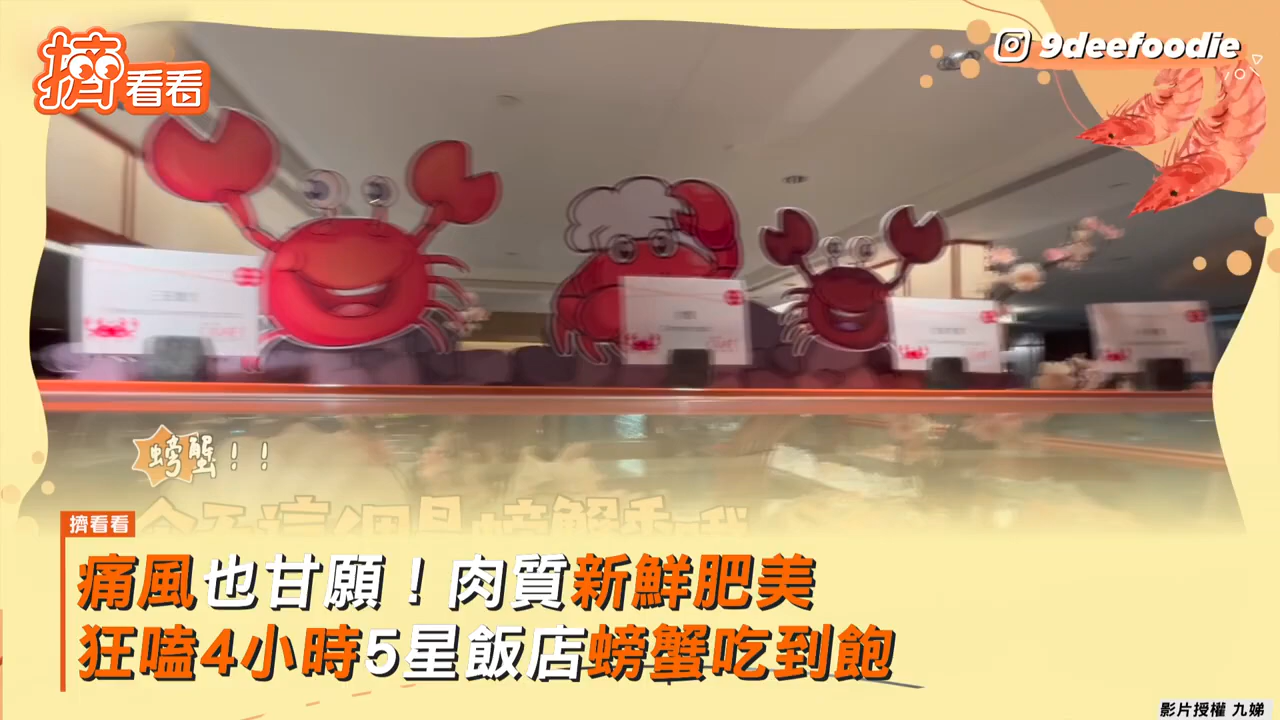 擠看看
9deefoodie
螃蟹！！
擠看看
痛風也甘願！肉質新鮮肥美
狂嗑4小時5星飯店螃蟹吃到飽
影片授權 九娣